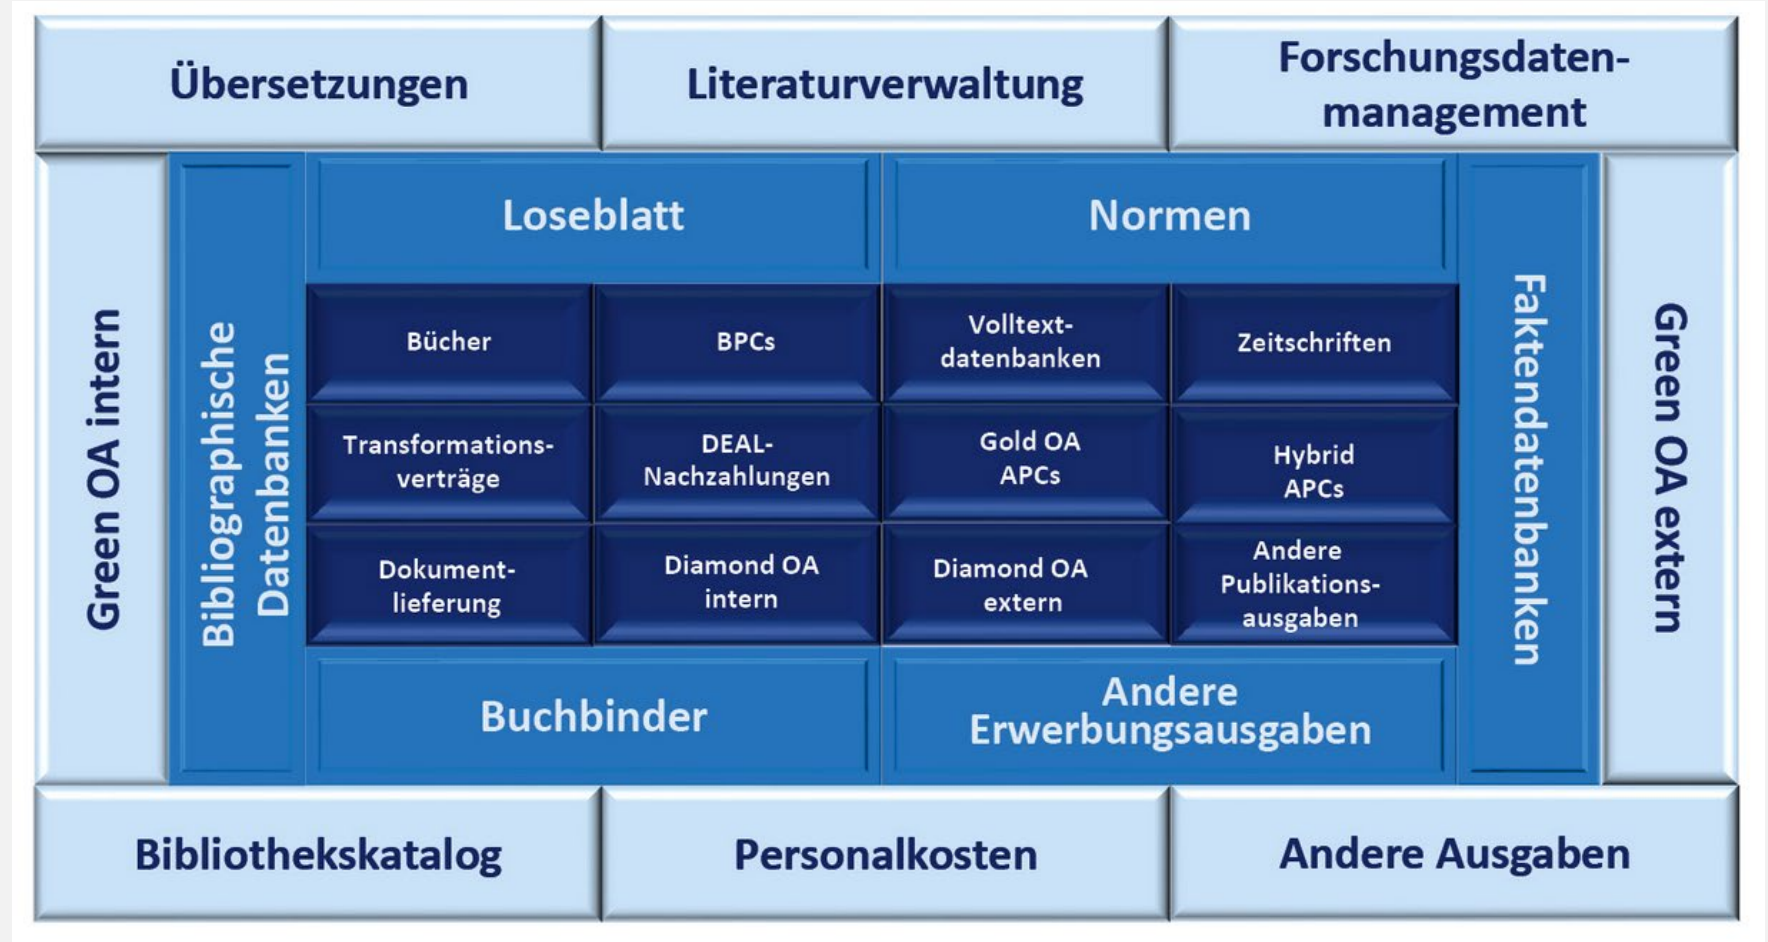 Übersetzungen
Literaturverwaltung
Forschungsdaten-
management
Green OA intern
Bibliographische
Datenbanken
Loseblatt
Normen
Bücher
BPCs
Volltext-
datenbanken
Zeitschriften
Transformations-
verträge
DEAL-
Nachzahlungen
Gold OA
APCs
Hybrid
APCs
Dokument-
lieferung
Diamond OA
intern
Diamond OA
extern
Andere
Publikations-
ausgaben
Buchbinder
Andere
Erwerbungsausgaben
Faktendatenbanken
Green OA extern
Bibliothekskatalog
Personalkosten
Andere Ausgaben